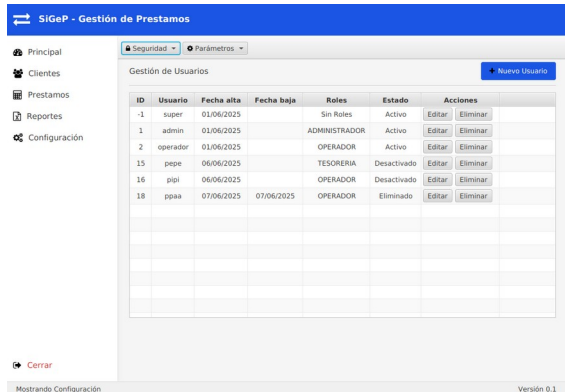 SiGeP - Gestión de Prestamos
Principal
Clientes
Prestamos
Reportes
Configuración
Cerrar
Seguridad Parámetros
Gestión de Usuarios + Nuevo Usuario
ID Usuario Fecha alta Fecha baja Roles Estado Acciones
-1 super 01/06/2025 Sin Roles Activo Editar Eliminar
1 admin 01/06/2025 ADMINISTRADOR Activo Editar Eliminar
2 operador 01/06/2025 OPERADOR Activo Editar Eliminar
15 pepe 06/06/2025 TESORERIA Desactivado Editar Eliminar
16 pipi 06/06/2025 OPERADOR Desactivado Editar Eliminar
18 ppaa 07/06/2025 07/06/2025 OPERADOR Eliminado Editar Eliminar
Mostrando Configuración Versión 0.1